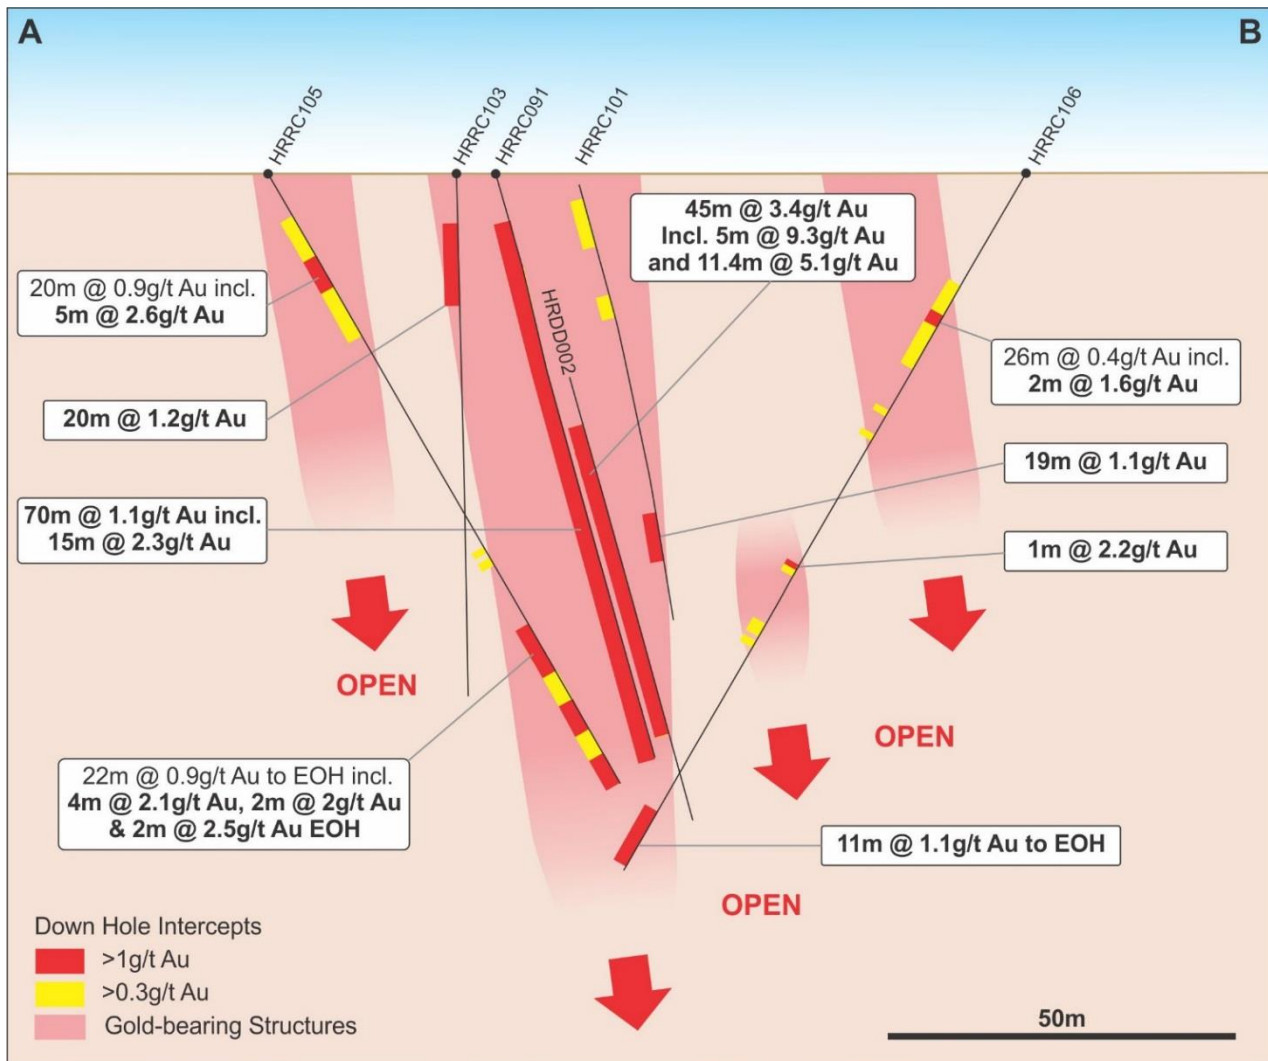 A
B
HRRC105
HRRC103
HRRC091
HRRC101
HRRC106
45m @ 3.4g/t Au
Incl. 5m @ 9.3g/t Au
and 11.4m @ 5.1g/t Au
20m @ 0.9g/t Au incl.
5m @ 2.6g/t Au
HRDD002
26m @ 0.4g/t Au incl.
2m @ 1.6g/t Au
20m @ 1.2g/t Au
19m @ 1.1g/t Au
70m @ 1.1g/t Au incl.
15m @ 2.3g/t Au
1m @ 2.2g/t Au
OPEN
OPEN
22m @ 0.9g/t Au to EOH incl.
4m @ 2.1g/t Au, 2m @ 2g/t Au
& 2m @ 2.5g/t Au EOH
11m @ 1.1g/t Au to EOH
OPEN
Down Hole Intercepts
>1g/t Au
>0.3g/t Au
Gold-bearing Structures
50m